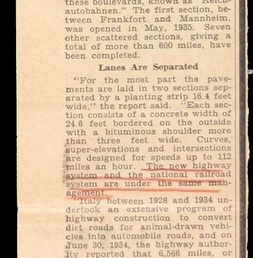 these boulevards, known as "Reich-
autobahnen." The first section, be-
tween Frankfort and Mannheim,
was opened in May, 1935. Seven
other scattered sections, giving a
total of more than 600 miles, have
been completed.
Lanes Are Separated
"For the most part the pave-
ments are laid in two sections sep-
arated by a planting strip 16.4 feet
wide," the report said. "Each sec-
tion consists of a concrete width of
24.6 feet bordered on the outside
with a bituminous shoulder more
than three feet wide. Curves,
super-elevations and intersections
are designed for speeds up to 112
miles an hour. The new highway
system and the national railroad
system are under the same man-
agement.
"Italy between 1928 and 1934 un-
dertook an extensive program of
highway construction to convert
dirt roads for animal-drawn vehi-
cles into automobile roads, and on
June 30, 1934, the highway author-
ity reported that 6,366 miles, or